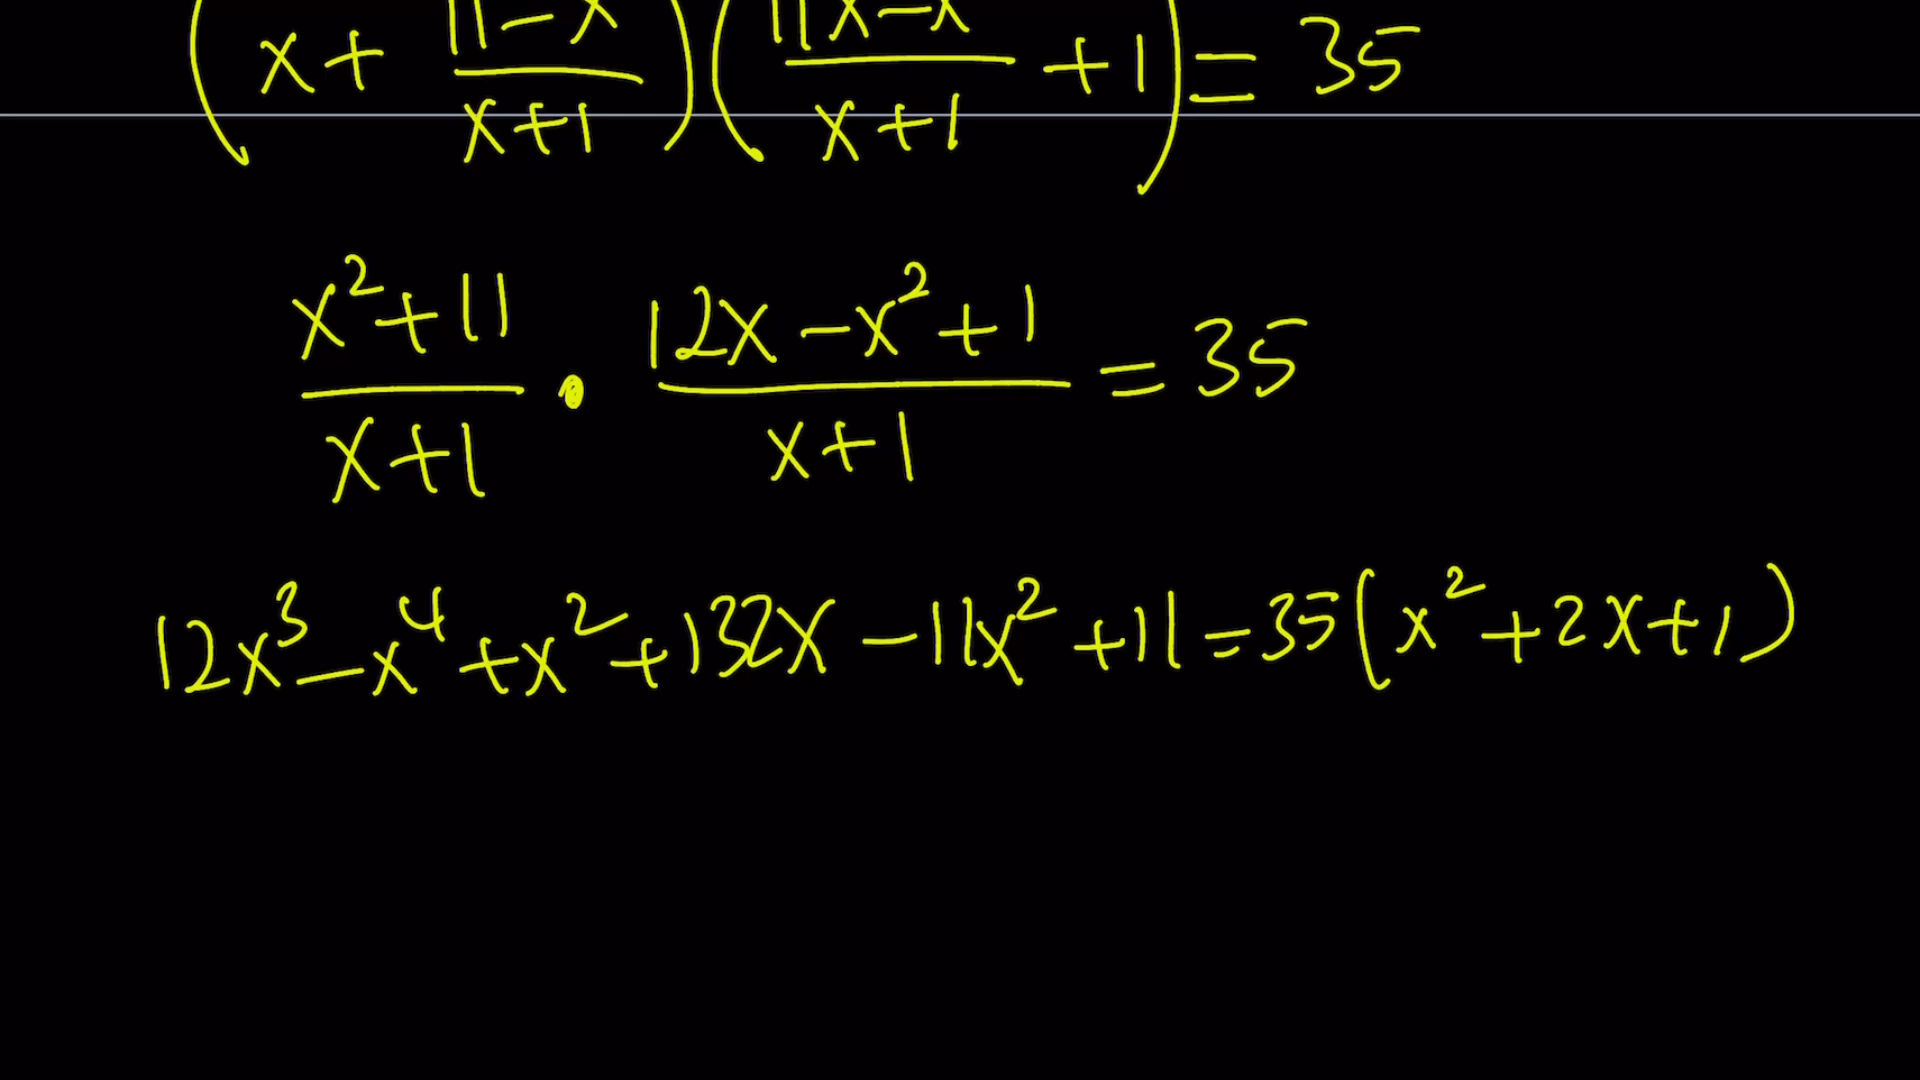 (x + (11-x)/(x+1)) ((11x-x)/(x+1) + 1) = 35
(x²+11)/(x+1) · (12x-x²+1)/(x+1) = 35
12x³-x⁴+x²+132x-11x²+11=35(x²+2x+1)